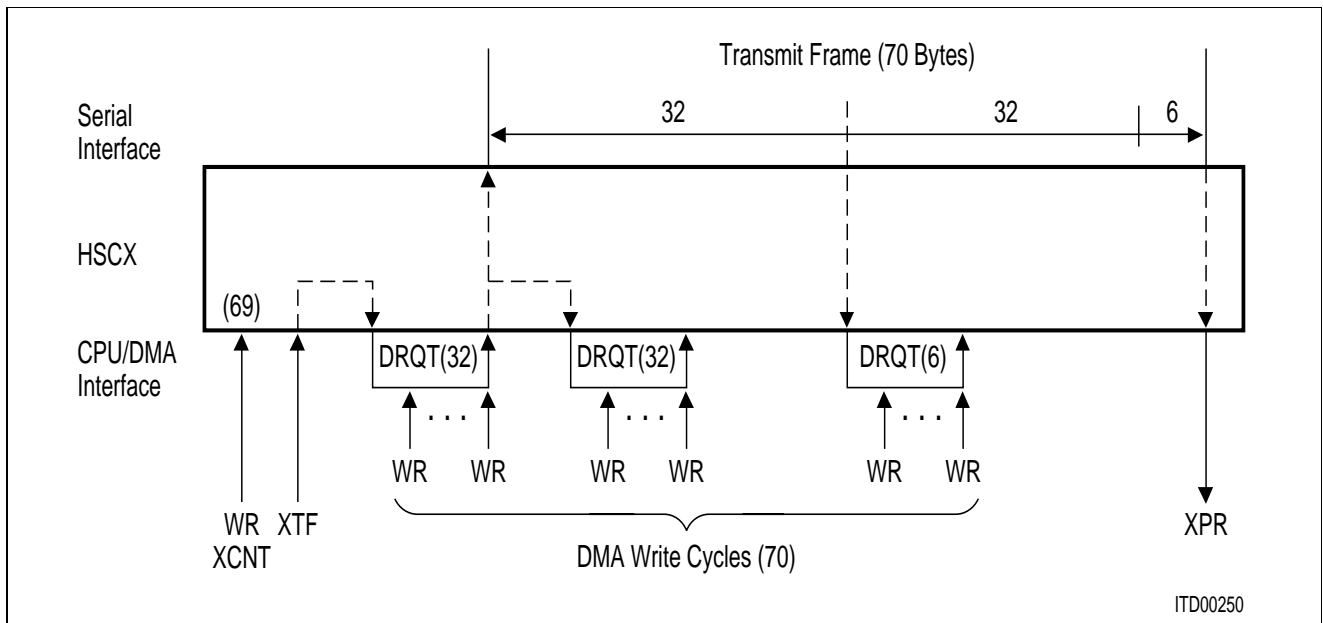 Transmit Frame (70 Bytes)
Serial
Interface
32
32
6
HSCX
(69)
CPU/DMA
Interface
DRQT(32)
DRQT(32)
DRQT(6)
. . .
. . .
. . .
WR
WR
WR
WR
WR
WR
WR
XCNT
XTF
DMA Write Cycles (70)
XPR
ITD00250